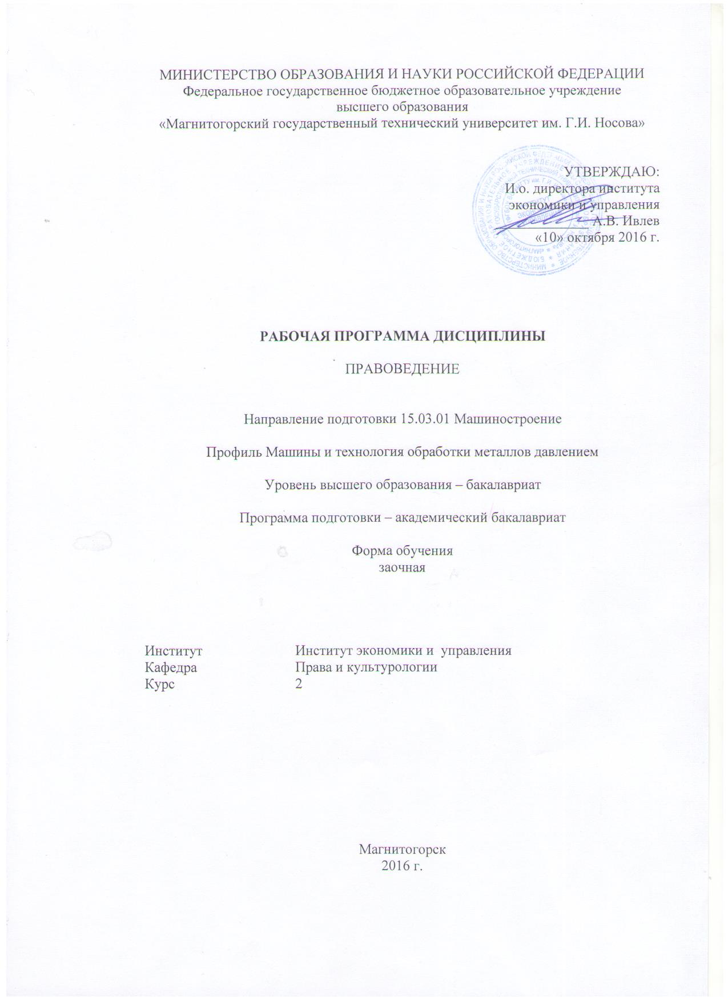 МИНИСТЕРСТВО ОБРАЗОВАНИЯ И НАУКИ РОССИЙСКОЙ ФЕДЕРАЦИИ
Федеральное государственное бюджетное образовательное учреждение
высшего образования
«Магнитогорский государственный технический университет им. Г.И. Носова»
УТВЕРЖДАЮ:
И.о. директора института
экономики и управления
А.В. Ивлев
«10» октября 2016 г.
РАБОЧАЯ ПРОГРАММА ДИСЦИПЛИНЫ
ПРАВОВЕДЕНИЕ
Направление подготовки 15.03.01 Машиностроение
Профиль Машины и технология обработки металлов давлением
Уровень высшего образования – бакалавриат
Программа подготовки – академический бакалавриат
Форма обучения
заочная
Институт Институт экономики и управления
Кафедра Права и культурологии
Курс 2
Магнитогорск
2016 г.